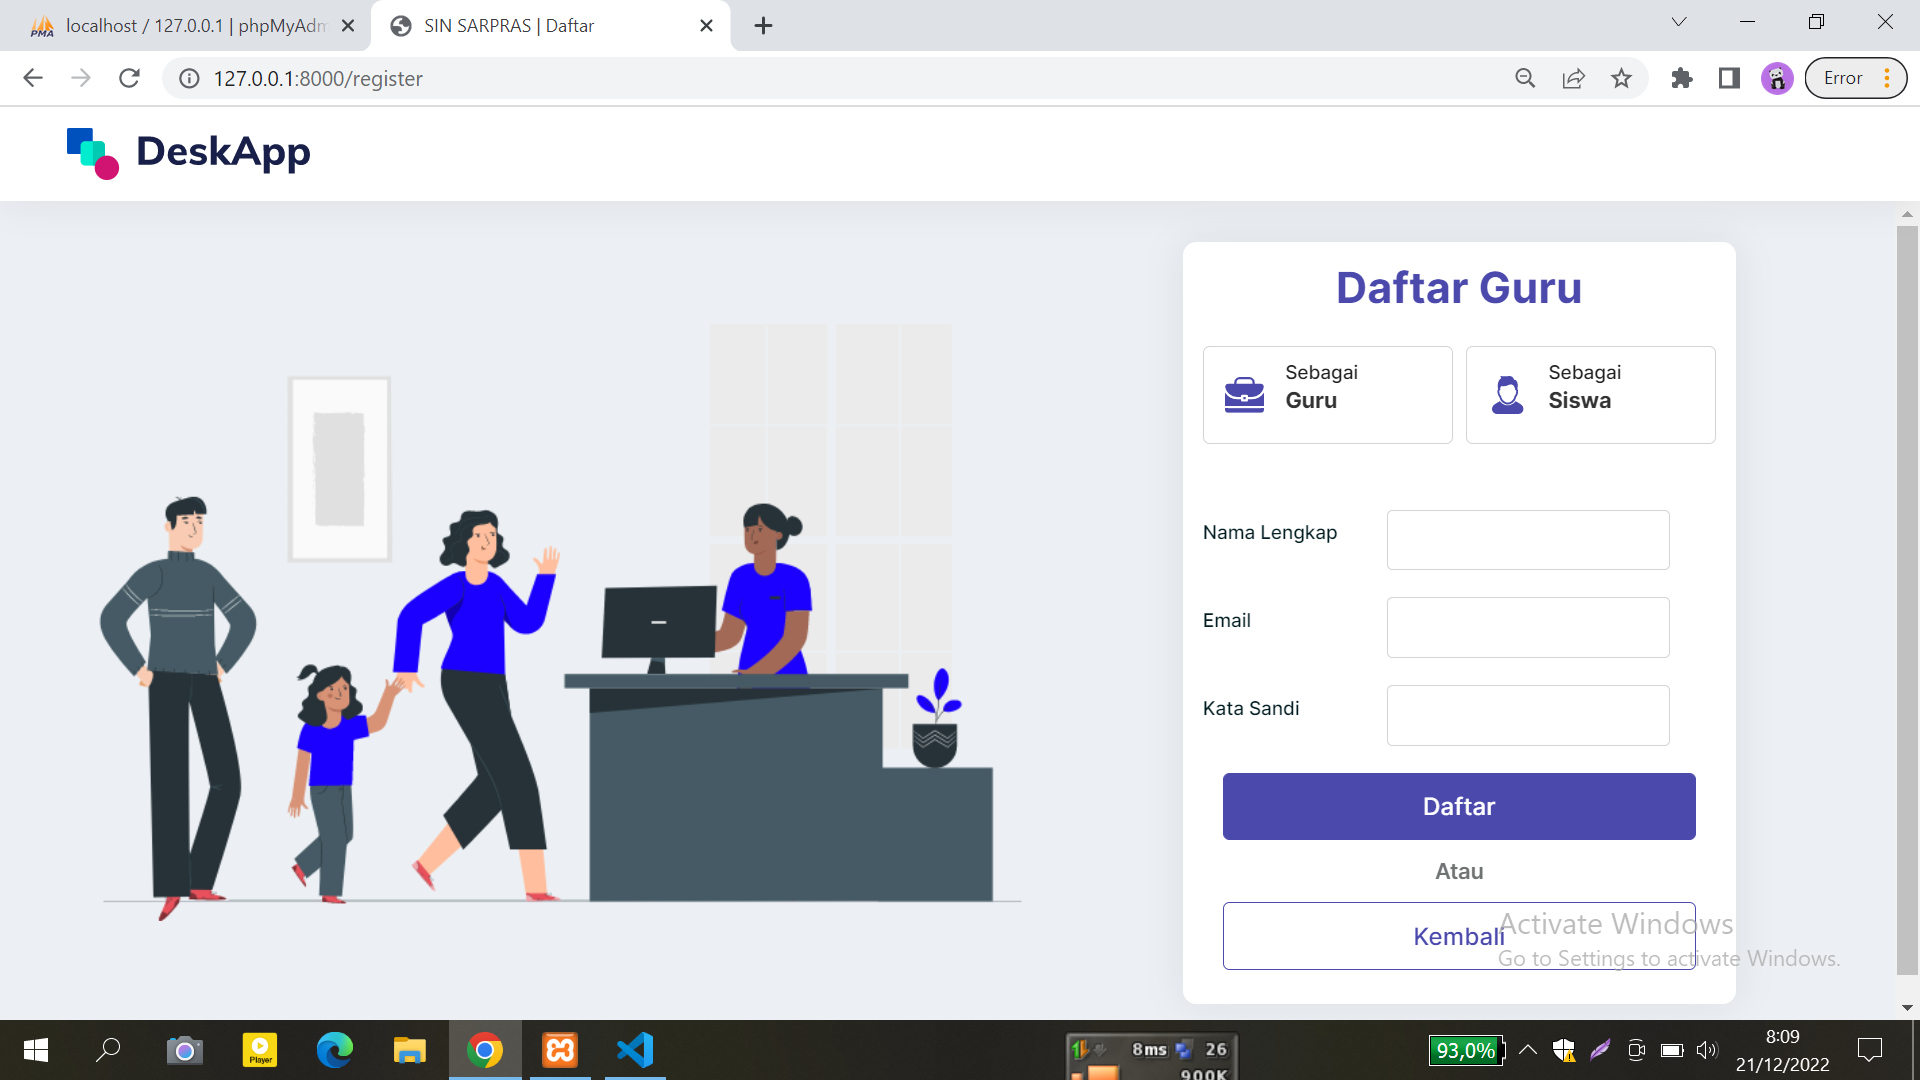 localhost / 127.0.0.1 | phpMyAdm
SIN SARPRAS | Daftar
127.0.0.1:8000/register
Error
DeskApp
Daftar Guru
Sebagai
Guru
Sebagai
Siswa
Nama Lengkap
Email
Kata Sandi
Daftar
Atau
Kembali
Activate Windows
Go to Settings to activate Windows.
Player
8ms
26
900K
93,0%
8:09
21/12/2022